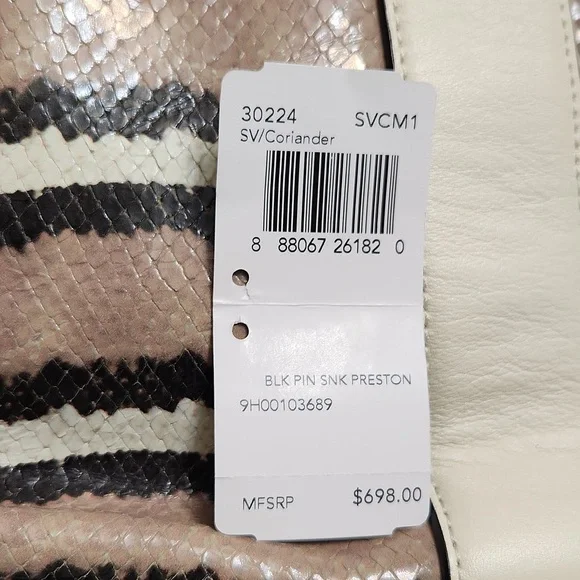 30224 SVCM1
SV/Coriander
8 88067 26182 0
BLK PIN SNK PRESTON
9H00103689
MFSRP $698.00